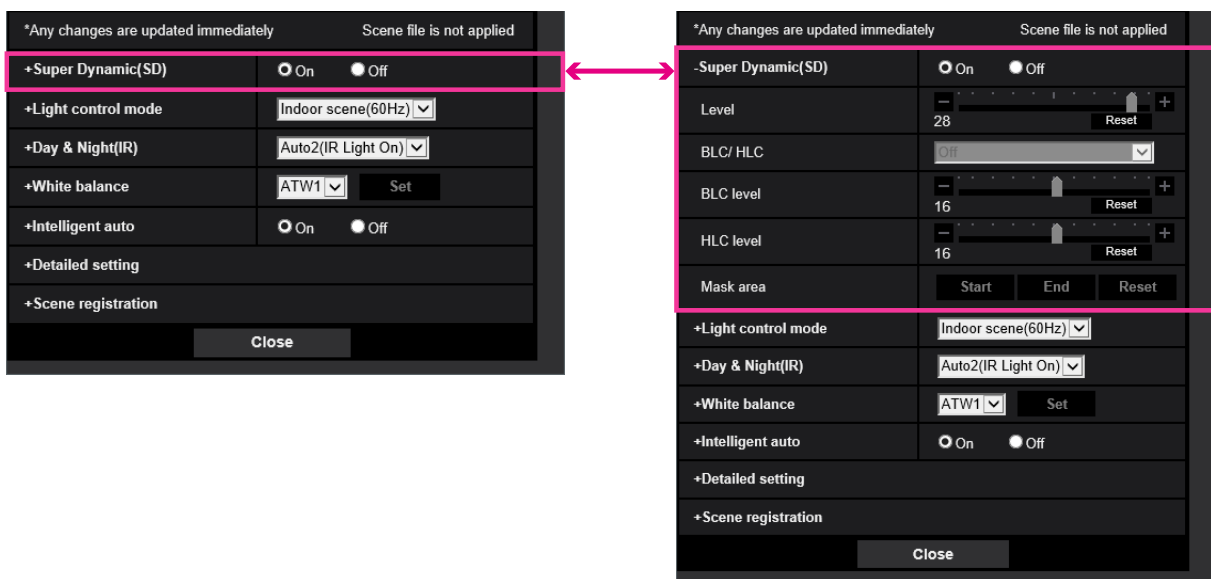 *Any changes are updated immediately Scene file is not applied
+Super Dynamic(SD) On Off
+Light control mode Indoor scene(60Hz)
+Day & Night(IR) Auto2(IR Light On)
+White balance ATW1 Set
+Intelligent auto On Off
+Detailed setting
+Scene registration
Close
*Any changes are updated immediately Scene file is not applied
-Super Dynamic(SD) On Off
Level - +
28 Reset
BLC/ HLC Off
BLC level - +
16 Reset
HLC level - +
16 Reset
Mask area Start End Reset
+Light control mode Indoor scene(60Hz)
+Day & Night(IR) Auto2(IR Light On)
+White balance ATW1 Set
+Intelligent auto On Off
+Detailed setting
+Scene registration
Close